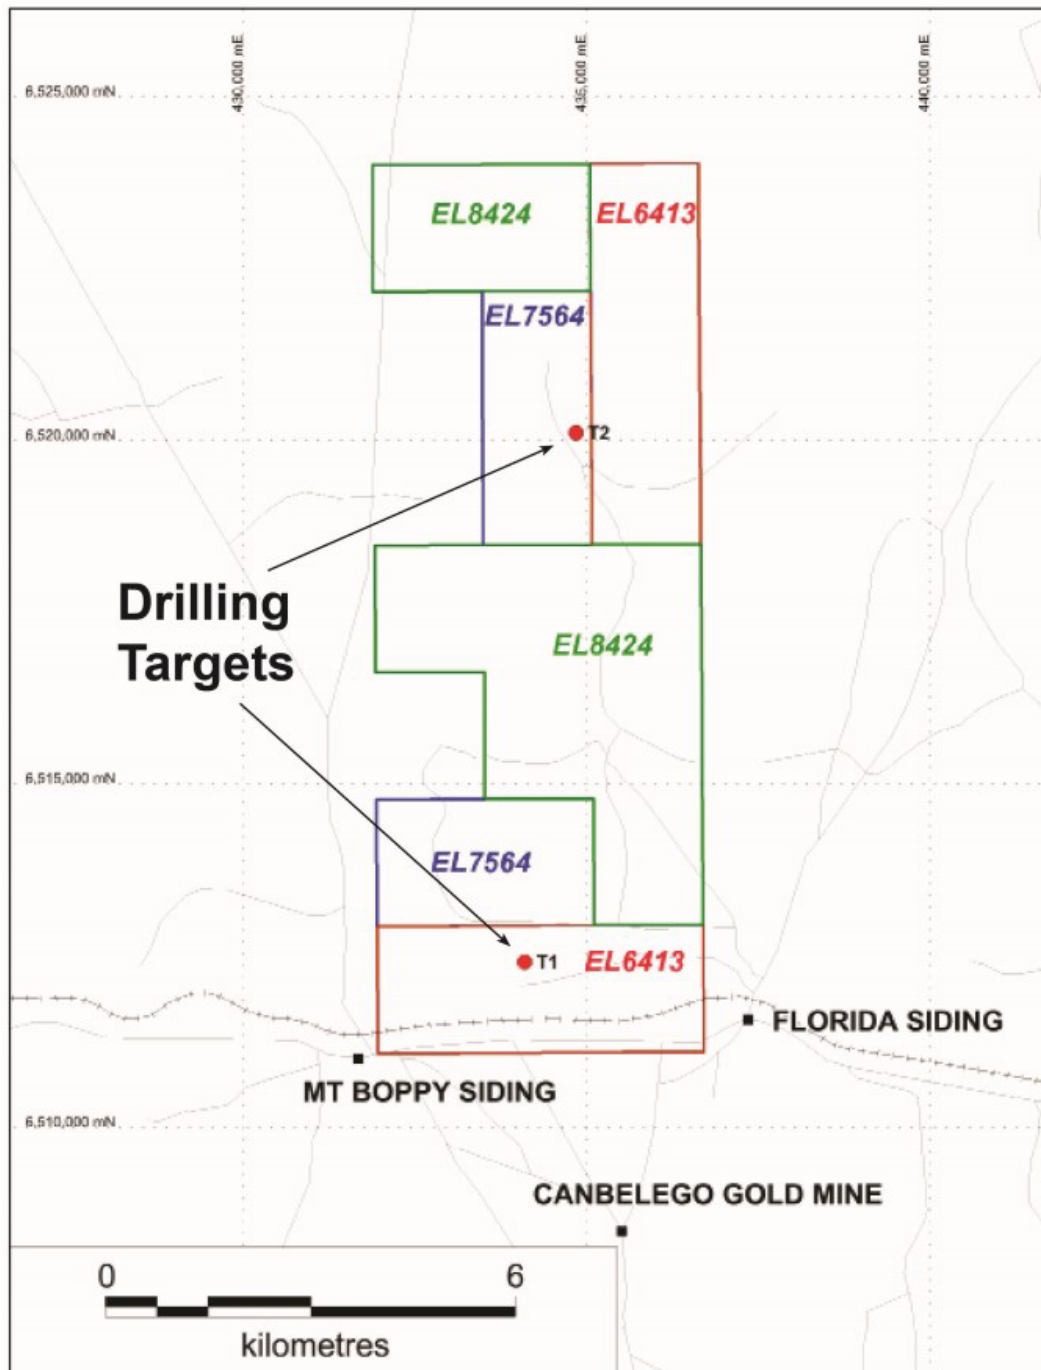 430,000 mE
435,000 mE
440,000 mE
6,525,000 mN
EL8424
EL6413
EL7564
6,520,000 mN
T2
Drilling
Targets
EL8424
6,515,000 mN
EL7564
T1
EL6413
FLORIDA SIDING
MT BOPPY SIDING
6,510,000 mN
CANBELEGO GOLD MINE
0 6
kilometres